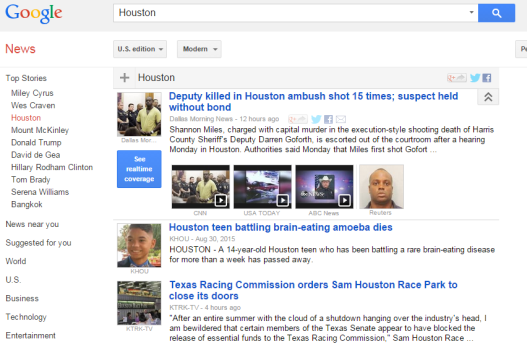 Google
Houston
News
U.S. edition
Modern
Top Stories
Miley Cyrus
Wes Craven
Houston
Mount McKinley
Donald Trump
David de Gea
Hillary Rodham Clinton
Tom Brady
Serena Williams
Bangkok
News near you
Suggested for you
World
U.S.
Business
Technology
Entertainment
Houston
Deputy killed in Houston ambush shot 15 times; suspect held
without bond
Dallas Morning News - 12 hours ago
Shannon Miles, charged with capital murder in the execution-style shooting death of Harris
County Sheriff's Deputy Darren Goforth, is escorted out of the courtroom after a hearing
Monday in Houston. Authorities said Monday that Miles first shot Gofort ...
Dallas Mor...
See
realtime
coverage
CNN
USA TODAY
ABC News
Reuters
Houston teen battling brain-eating amoeba dies
KHOU - Aug 30, 2015
HOUSTON - A 14-year-old Houston teen who has been battling a rare brain-eating disease
for more than a week has passed away.
KHOU
Texas Racing Commission orders Sam Houston Race Park to
close its doors
KTRK-TV - 4 hours ago
"After an entire summer with the cloud of a shutdown hanging over the industry's head, I
am bewildered that certain members of the Texas Senate appear to have blocked the
release of essential funds to the Texas Racing Commission," Sam Houston Race ...
KTRK-TV